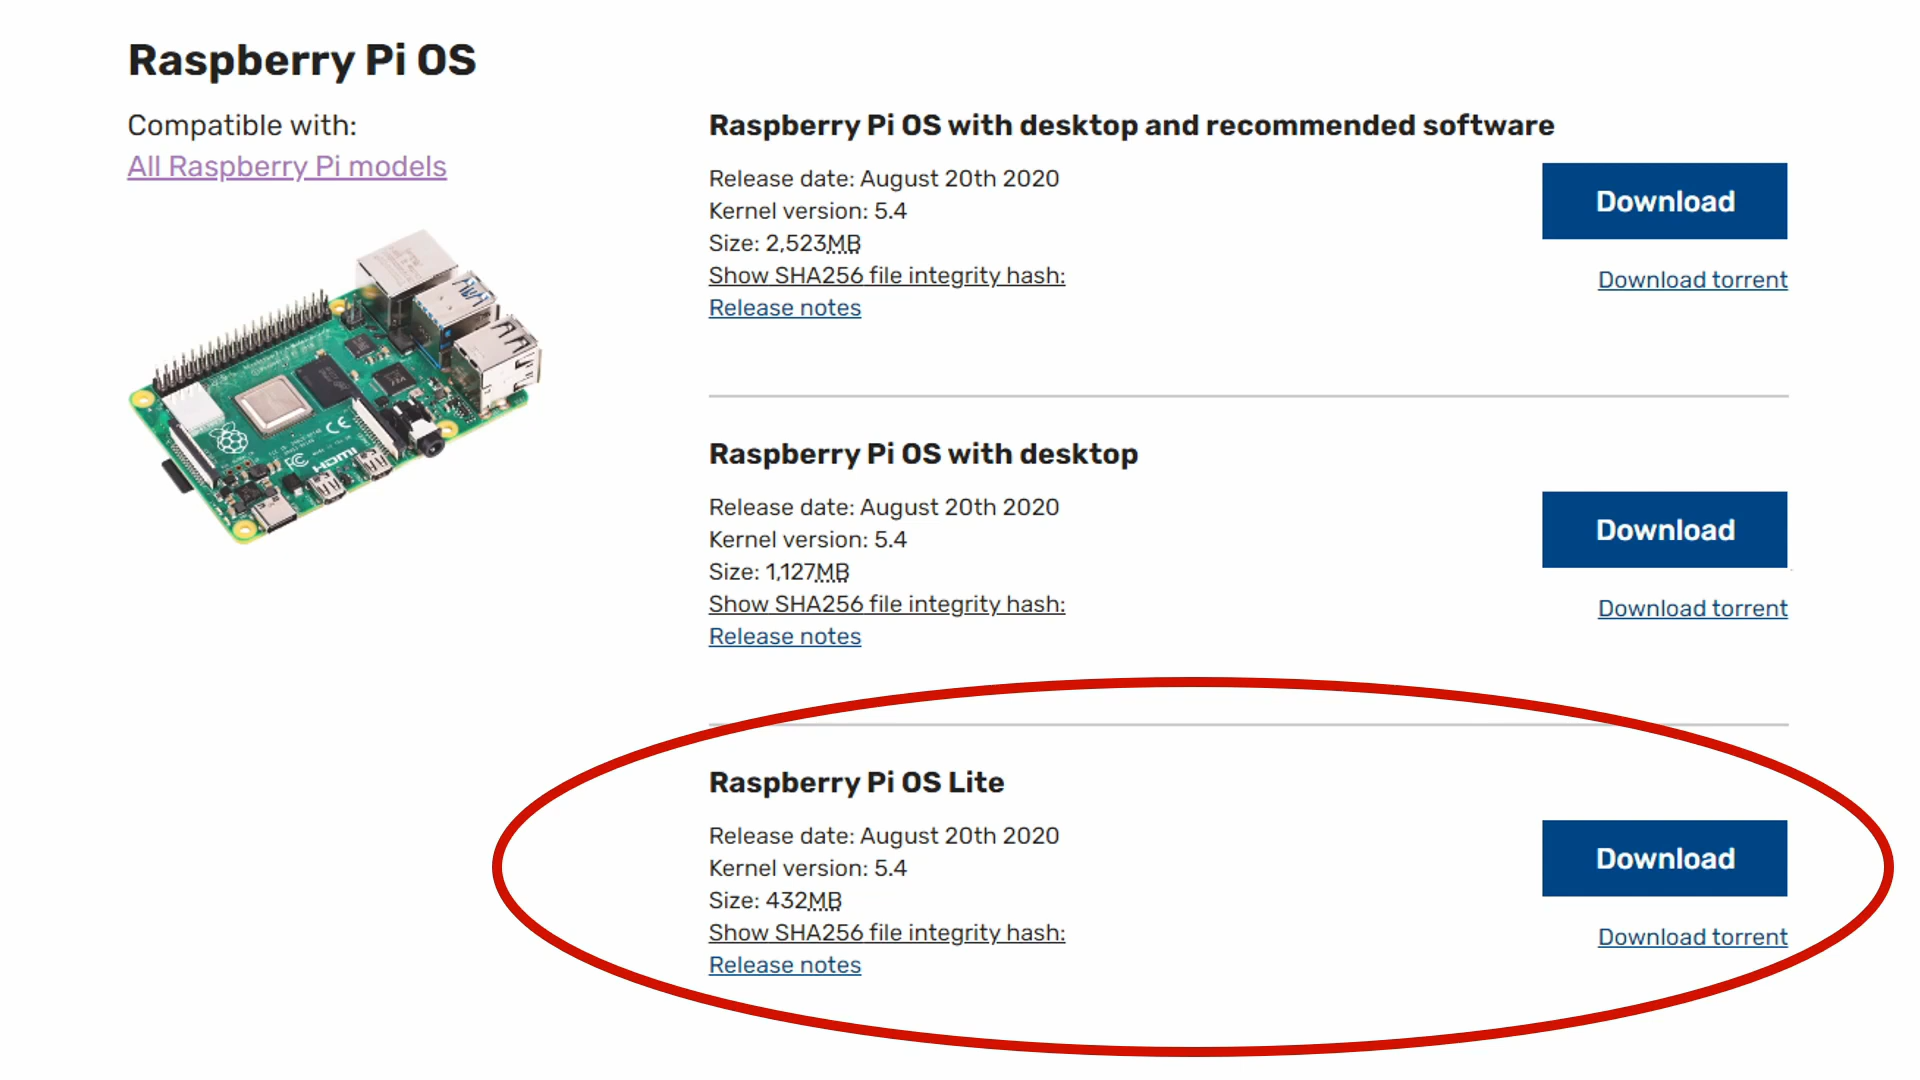 Raspberry Pi OS
Compatible with:
All Raspberry Pi models
HDMI
Raspberry Pi OS with desktop and recommended software
Release date: August 20th 2020
Kernel version: 5.4
Size: 2,523MB
Show SHA256 file integrity hash:
Release notes
Download
Download torrent
Raspberry Pi OS with desktop
Release date: August 20th 2020
Kernel version: 5.4
Size: 1,127MB
Show SHA256 file integrity hash:
Release notes
Download
Download torrent
Raspberry Pi OS Lite
Release date: August 20th 2020
Kernel version: 5.4
Size: 432MB
Show SHA256 file integrity hash:
Release notes
Download
Download torrent